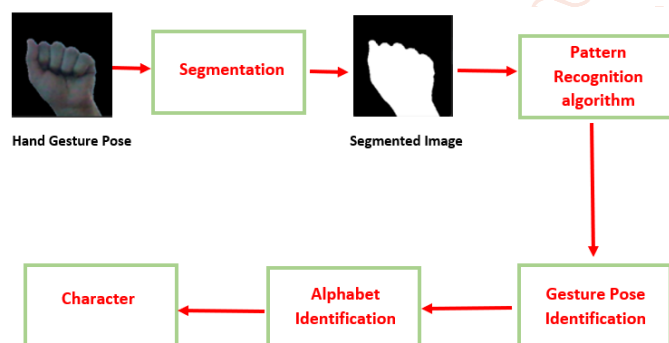 Segmentation
Pattern
Recognition
algorithm
Hand Gesture Pose
Segmented Image
Gesture Pose
Identification
Alphabet
Identification
Character